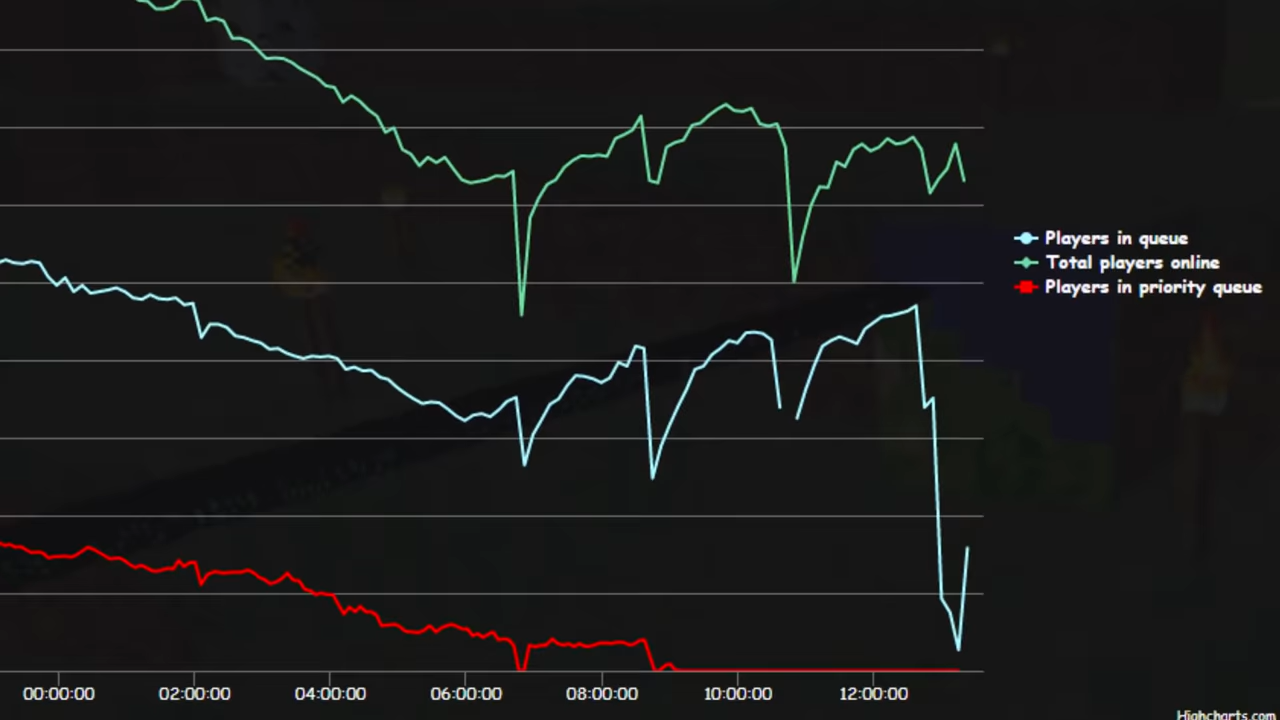 Players in queue
Total players online
Players in priority queue
00:00:00 02:00:00 04:00:00 06:00:00 08:00:00 10:00:00 12:00:00
Highcharts.com